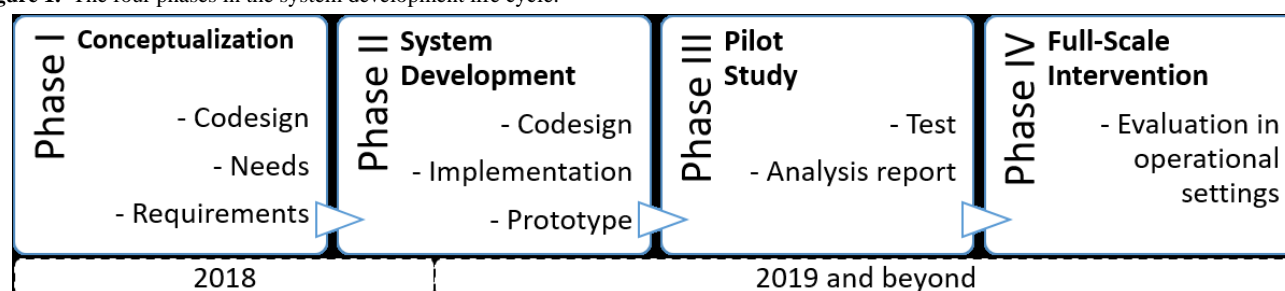 Figure 1. The four phases in the system development life cycle.
Phase I
Conceptualization
- Codesign
- Needs
- Requirements
Phase II
System
Development
- Codesign
- Implementation
- Prototype
Phase III
Pilot
Study
- Test
- Analysis report
Phase IV
Full-Scale
Intervention
- Evaluation in
operational
settings
2018
2019 and beyond